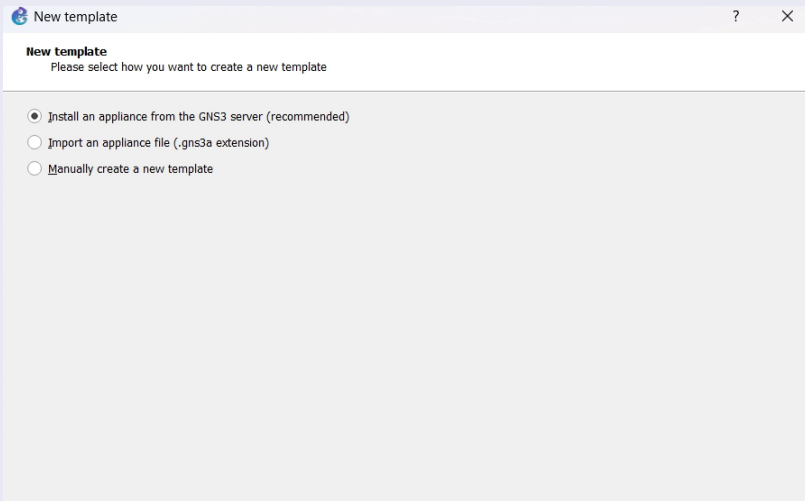 New template
?
New template
Please select how you want to create a new template
Install an appliance from the GNS3 server (recommended)
Import an appliance file (.gns3a extension)
Manually create a new template